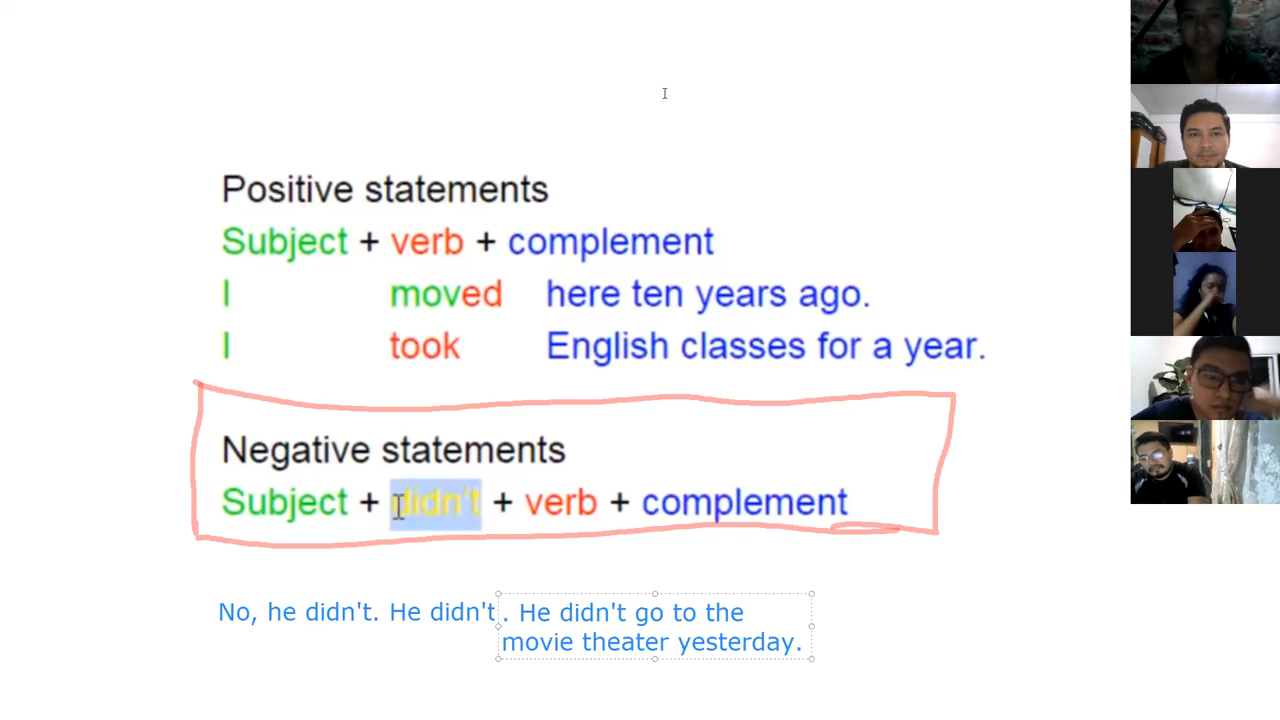 Positive statements
Subject + verb + complement
I moved here ten years ago.
I took English classes for a year.
Negative statements
Subject + didn't + verb + complement
No, he didn't. He didn't . He didn't go to the
movie theater yesterday.